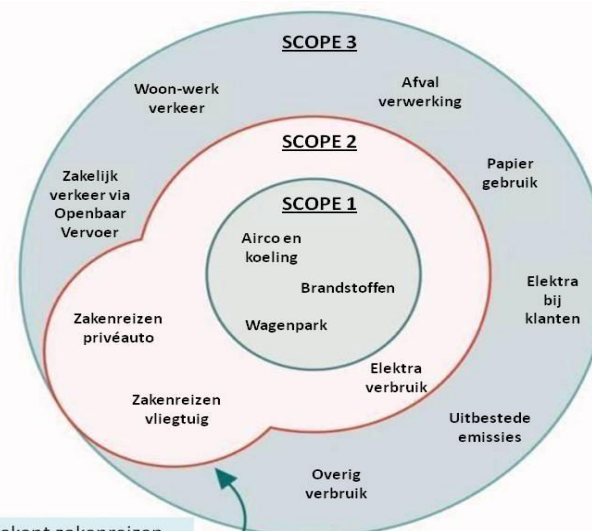 SCOPE 3
Woon-werk
verkeer
Afval
verwerking
SCOPE 2
Zakelijk
verkeer via
Openbaar
Vervoer
Papier
gebruik
SCOPE 1
Airco en
koeling
Brandstoffen
Wagenpark
Elektra
bij
klanten
Zakenreizen
privéauto
Elektra
verbruik
Zakenreizen
vliegtuig
Uitbestede
emissies
Overig
verbruik
zakenreizen